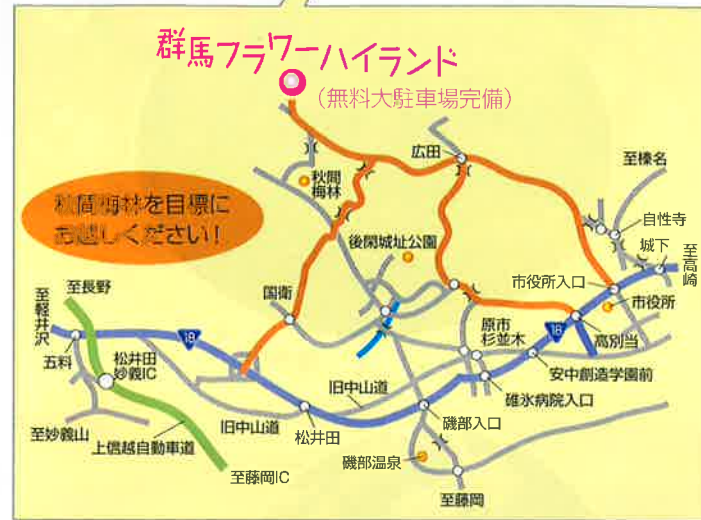 群馬フラワーハイランド
(無料大駐車場完備)
広田
至榛名
秋間
梅林
秋間梅林を目標に
お越しください!
自性寺
城下
至高崎
後閑城址公園
市役所入口
市役所
至長野
至軽井沢
国衛
18
18
原市
杉並木
高別当
五料
松井田
妙義IC
安中創造学園前
旧中山道
碓氷病院入口
至妙義山
上信越自動車道
旧中山道
松井田
磯部入口
磯部温泉
至藤岡IC
至藤岡